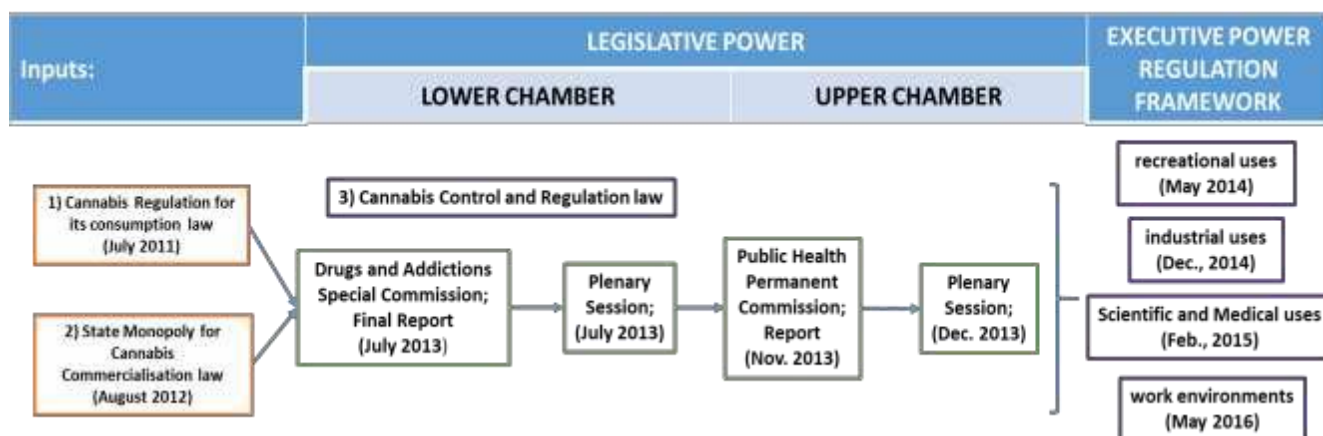 Inputs:
LEGISLATIVE POWER
LOWER CHAMBER
UPPER CHAMBER
EXECUTIVE POWER
REGULATION
FRAMEWORK
1) Cannabis Regulation for
its consumption law
(July 2011)
2) State Monopoly for
Cannabis
Commercialisation law
(August 2012)
3) Cannabis Control and Regulation law
Drugs and Addictions
Special Commission;
Final Report
(July 2013)
Plenary
Session;
(July 2013)
Public Health
Permanent
Commission;
Report
(Nov. 2013)
Plenary
Session;
(Dec. 2013)
recreational uses
(May 2014)
industrial uses
(Dec., 2014)
Scientific and Medical uses
(Feb., 2015)
work environments
(May 2016)